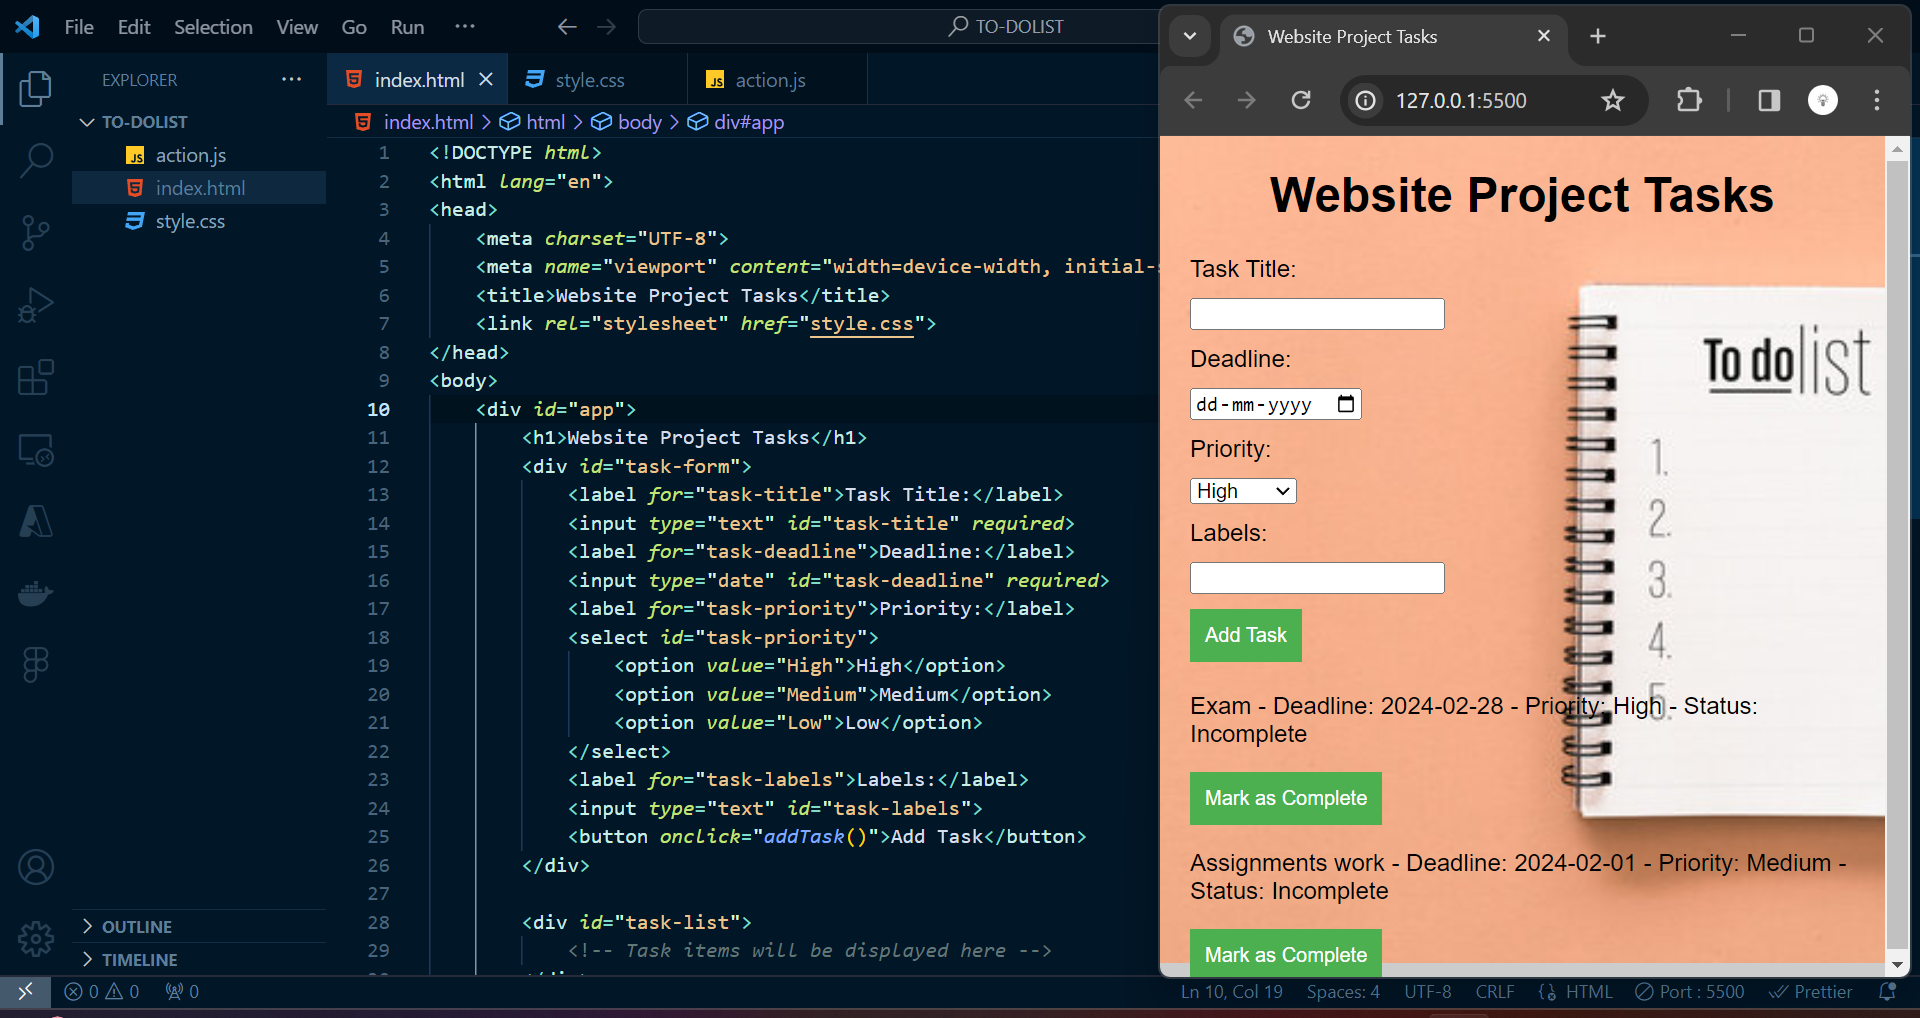 File Edit Selection View Go Run ··· TO-DOLIST
EXPLORER ···
TO-DOLIST
action.js
index.html
style.css
OUTLINE
TIMELINE
index.html style.css action.js
index.html > html > body > div#app
1 <!DOCTYPE html>
2 <html lang="en">
3 <head>
4 <meta charset="UTF-8">
5 <meta name="viewport" content="width=device-width, initial-
6 <title>Website Project Tasks</title>
7 <link rel="stylesheet" href="style.css">
8 </head>
9 <body>
10 <div id="app">
11 <h1>Website Project Tasks</h1>
12 <div id="task-form">
13 <label for="task-title">Task Title:</label>
14 <input type="text" id="task-title" required>
15 <label for="task-deadline">Deadline:</label>
16 <input type="date" id="task-deadline" required>
17 <label for="task-priority">Priority:</label>
18 <select id="task-priority">
19 <option value="High">High</option>
20 <option value="Medium">Medium</option>
21 <option value="Low">Low</option>
22 </select>
23 <label for="task-labels">Labels:</label>
24 <input type="text" id="task-labels">
25 <button onclick="addTask()">Add Task</button>
26 </div>
27
28 <div id="task-list">
29 <!-- Task items will be displayed here -->
Website Project Tasks
127.0.0.1:5500
Website Project Tasks
Task Title:
Deadline:
dd-mm-yyyy
Priority:
High
Labels:
Add Task
Exam - Deadline: 2024-02-28 - Priority: High - Status:
Incomplete
Mark as Complete
Assignments work - Deadline: 2024-02-01 - Priority: Medium -
Status: Incomplete
Mark as Complete
To do list
1.
2.
3.
4.
5.
0 0 0 Ln 10, Col 19 Spaces: 4 UTF-8 CRLF HTML Port : 5500 Prettier